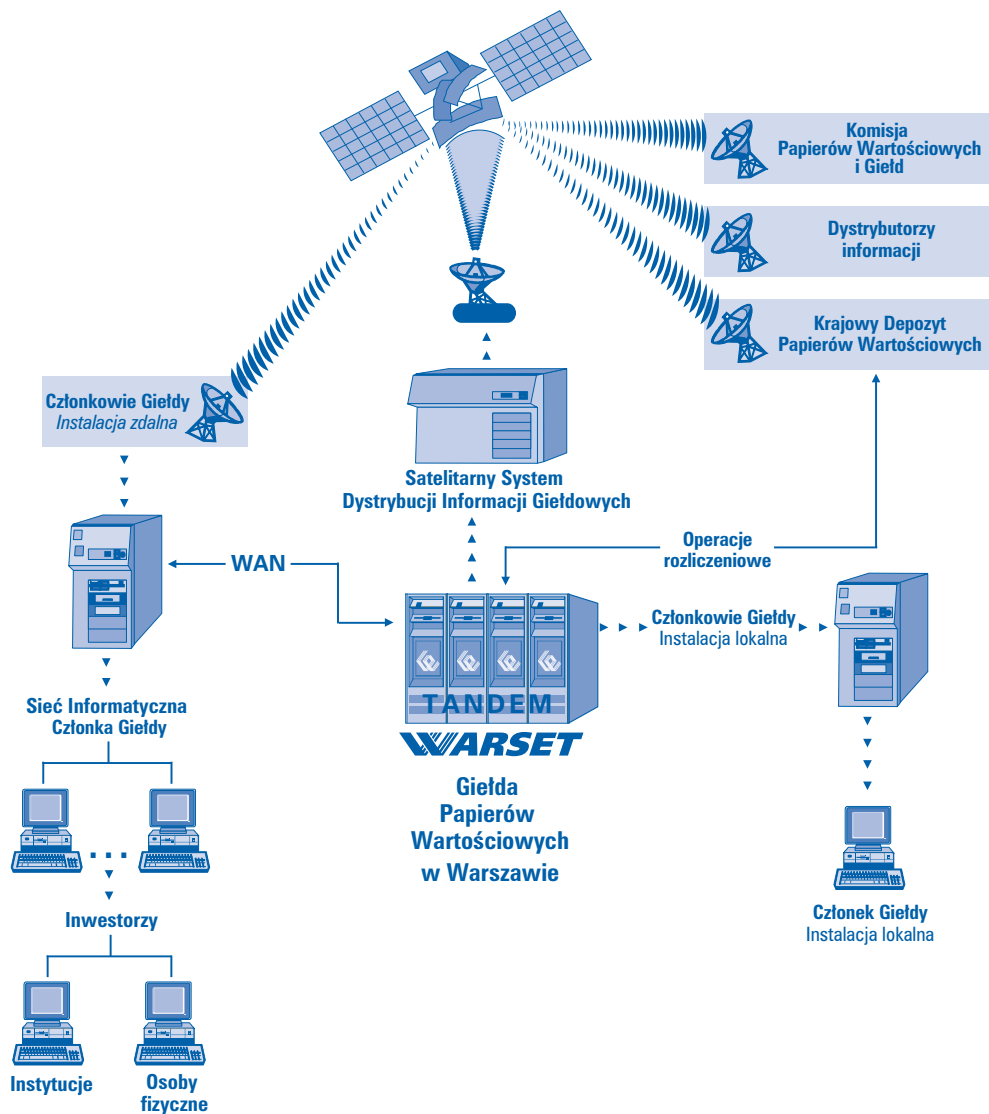 Komisja
Papierów Wartościowych
i Giełd
Dystrybutorzy
informacji
Krajowy Depozyt
Papierów Wartościowych
Członkowie Giełdy
Instalacja zdalna
Satelitarny System
Dystrybucji Informacji Giełdowych
Operacje
rozliczeniowe
WAN
Członkowie Giełdy
Instalacja lokalna
TANDEM
WARSET
Giełda
Papierów
Wartościowych
w Warszawie
Sieć Informatyczna
Członka Giełdy
...
Inwestorzy
Członek Giełdy
Instalacja lokalna
Instytucje
Osoby
fizyczne